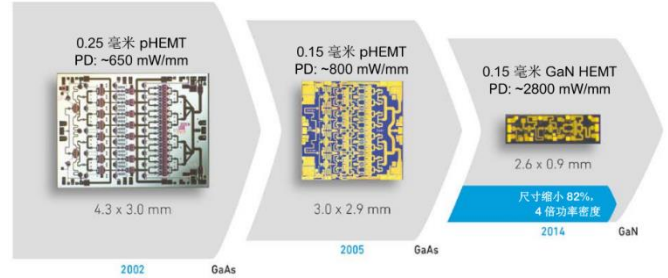 0.25 毫米 pHEMT
PD: ~650 mW/mm
4.3 x 3.0 mm
2002
GaAs
0.15 毫米 pHEMT
PD: ~800 mW/mm
3.0 x 2.9 mm
2005
GaAs
0.15 毫米 GaN HEMT
PD: ~2800 mW/mm
2.6 x 0.9 mm
尺寸缩小 82%,
4 倍功率密度
2014
GaN